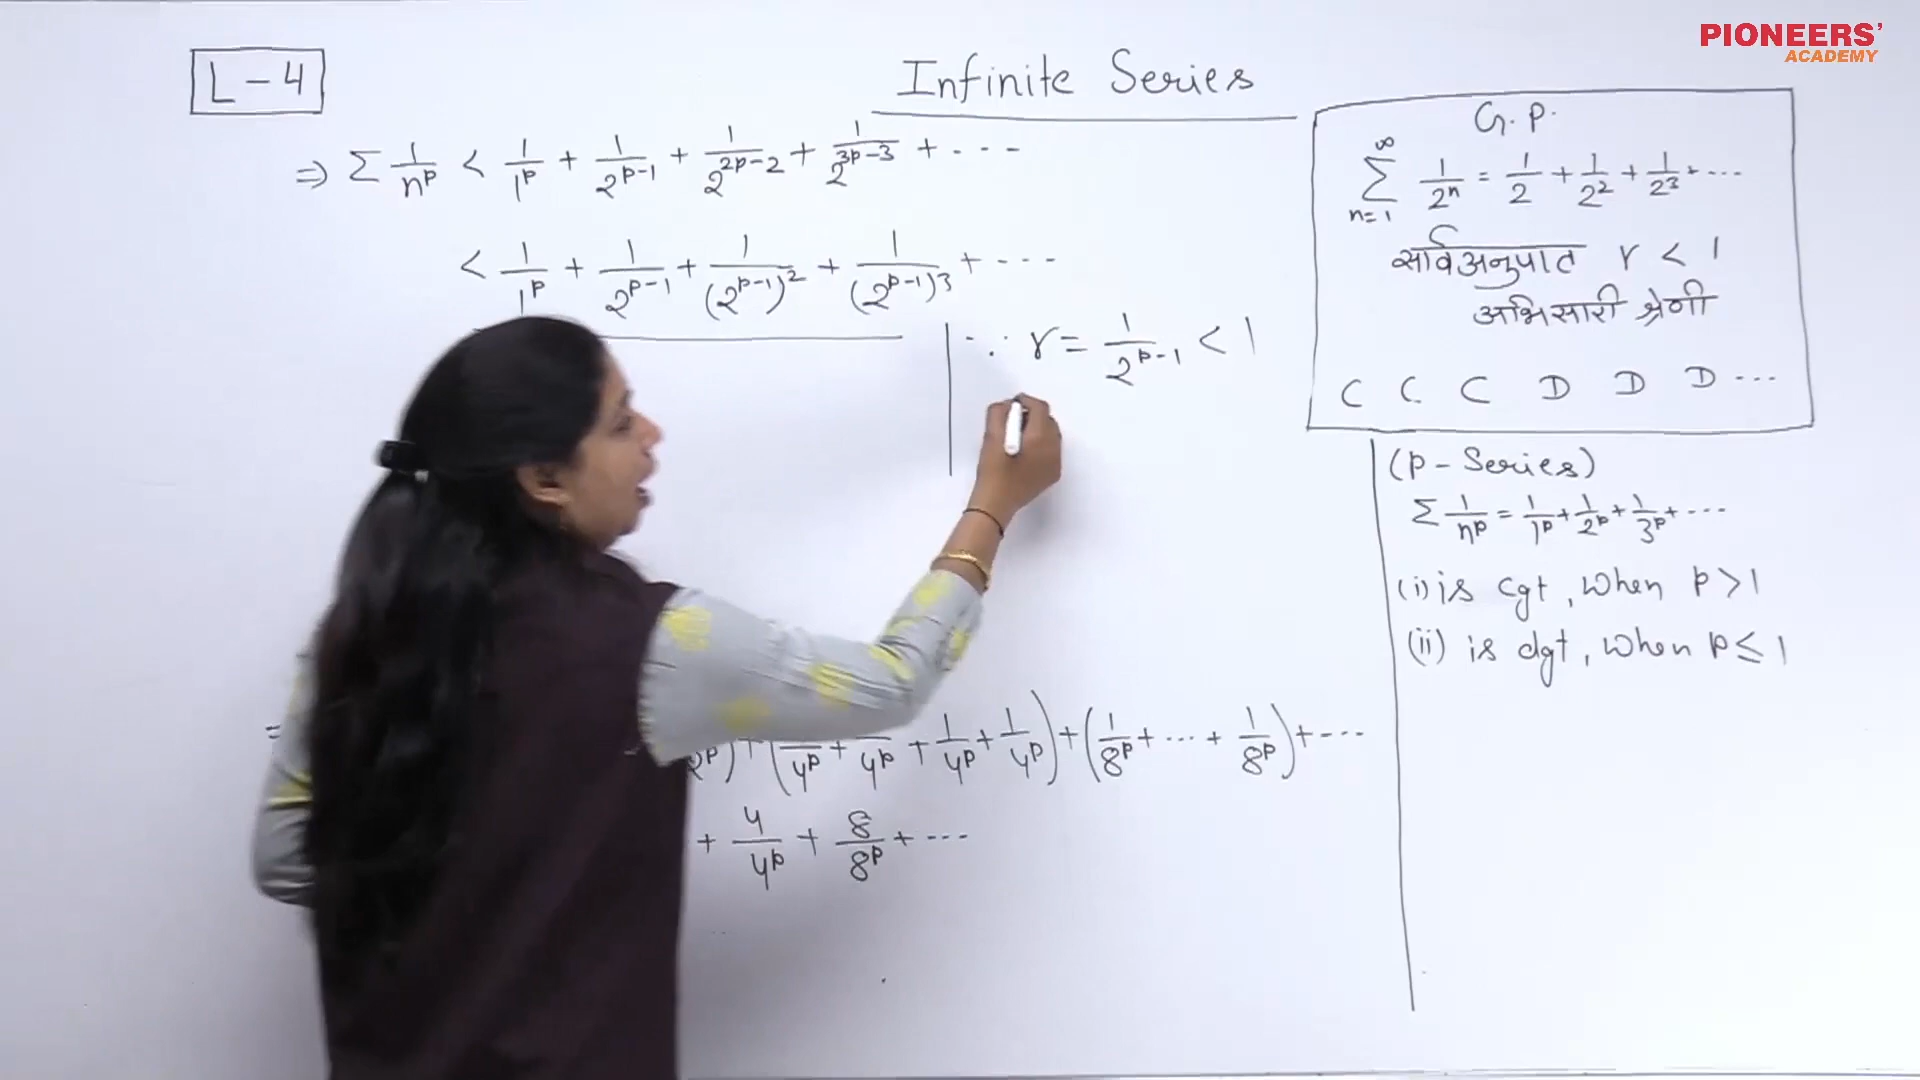 PIONEERS'
ACADEMY
L-4
Infinite Series
⇒ Σ 1/n^p < 1/1^p + 1/2^(p-1) + 1/2^(2p-2) + 1/2^(3p-3) + ....
< 1/1^p + 1/2^(p-1) + 1/(2^(p-1))^2 + 1/(2^(p-1))^3 + ....
∵ r = 1/2^(p-1) < 1
= 2^p) + (/4^p + /4^p + 1/4^p + 1/4^p) + (1/8^p + ... + 1/8^p) + ...
+ 4/4^p + 8/8^p + ...
G.P.
∞Σn=1 1/2^n = 1/2 + 1/2^2 + 1/2^3 + ...
सार्वअनुपात r < 1
अभिसारी श्रेणी
C C C D D D ...
(P-Series)
Σ 1/n^p = 1/1^p + 1/2^p + 1/3^p + ...
(i) is cgt, when p > 1
(ii) is dgt, when p ≤ 1